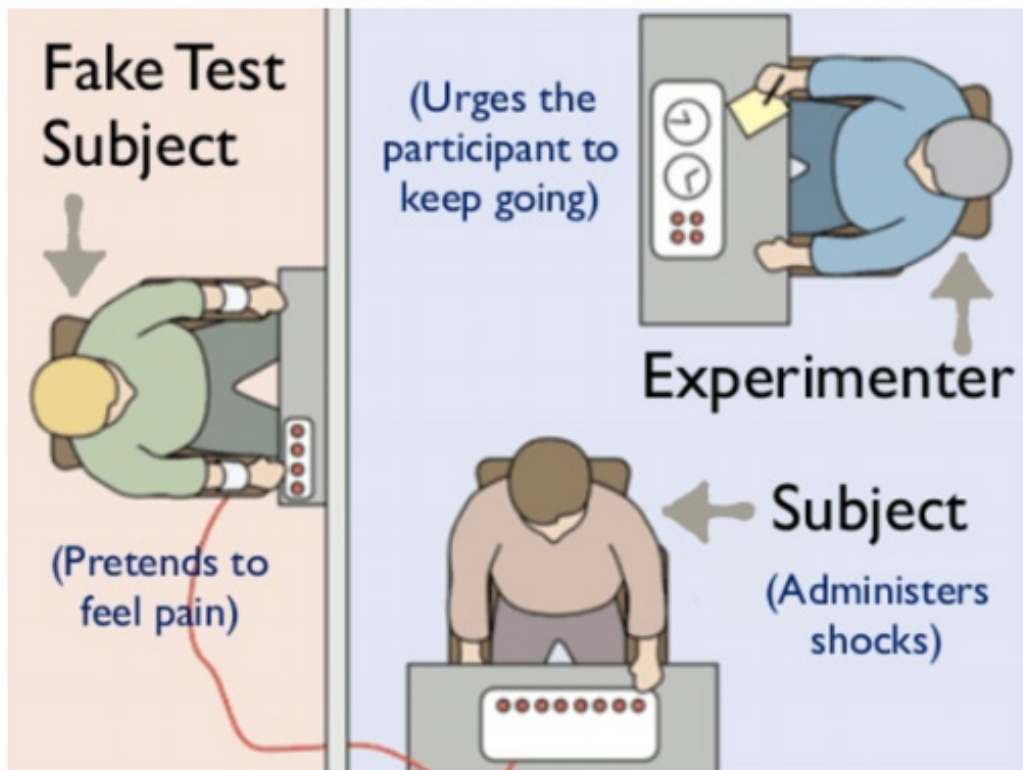 Fake Test
Subject
(Urges the
participant to
keep going)
Experimenter
Subject
(Administers
shocks)
(Pretends to
feel pain)